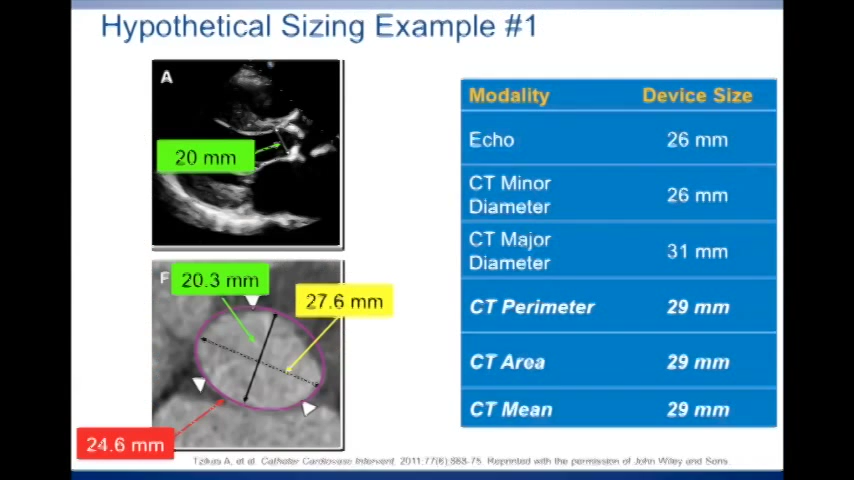 Hypothetical Sizing Example #1
A
20 mm
F
20.3 mm
27.6 mm
24.6 mm
Modality Device Size
Echo 26 mm
CT Minor
Diameter 26 mm
CT Major
Diameter 31 mm
CT Perimeter 29 mm
CT Area 29 mm
CT Mean 29 mm
Tzikas A, et al. Catheter Cardiovasc Intervent. 2011;77(6):868-75. Reprinted with the permission of John Wiley and Sons